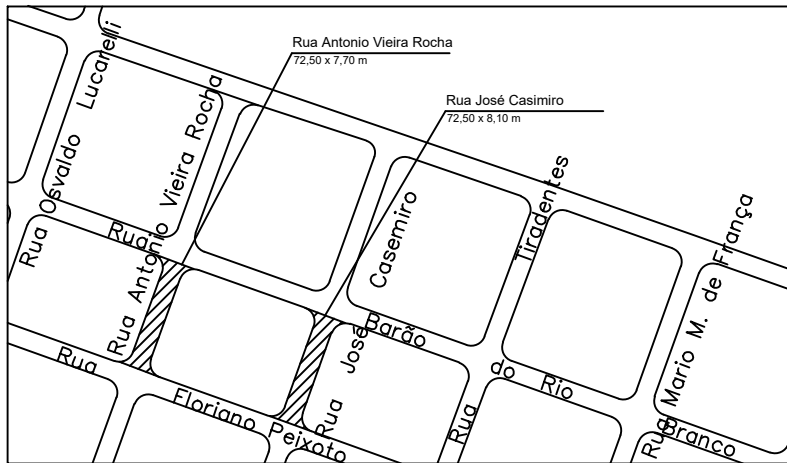 Rua Antonio Vieira Rocha
72,50 x 7,70 m
Rua José Casimiro
72,50 x 8,10 m
Rua Osvaldo Lucarelli
Rua Antonio Vieira Rocha
Rua José Casemiro
Rua Tiradentes
Rua Mario M. de França
Rua Barão do Rio Branco
Rua Floriano Peixoto